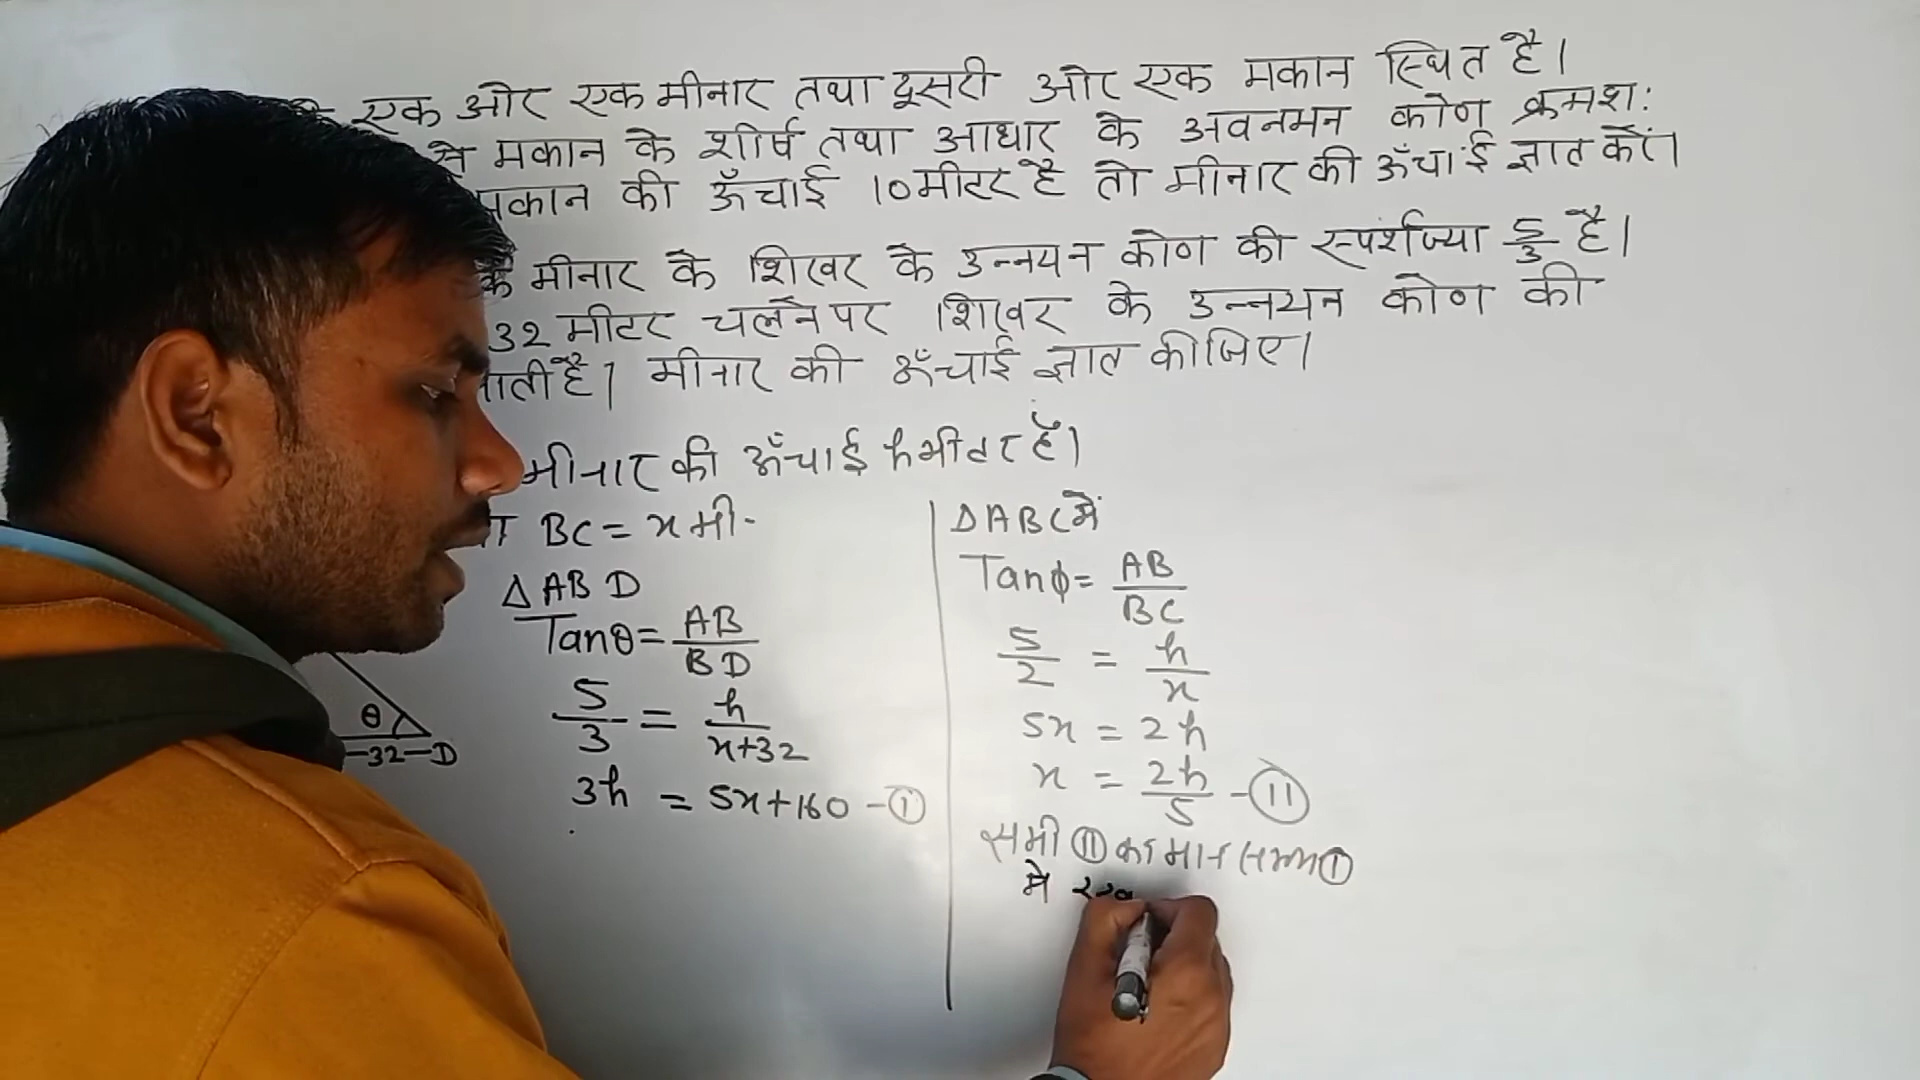 एक ओर एक मीनार तथा दूसरी ओर एक मकान स्थित है।
से मकान के शीर्ष तथा आधार के अवनमन कोण क्रमश:
मकान की ऊँचाई 10 मीटर है तो मीनार की ऊँचाई ज्ञात करें।
मीनार के शिखर के उन्नयन कोण की स्पर्शज्या 5/3 है।
32 मीटर चलने पर शिखर के उन्नयन कोण की
है। मीनार की ऊँचाई ज्ञात कीजिए।
मीनार की ऊँचाई h मीटर है।
BC = x मी-
Δ ABD
Tanθ = AB/BD
5/3 = h/x+32
3h = 5x+160 -①
θ
-32-D
Δ ABC में
Tanϕ = AB/BC
5/2 = h/x
5x = 2h
x = 2h/5 -⑪
समी ⑪ का मान समी ①
मे रख